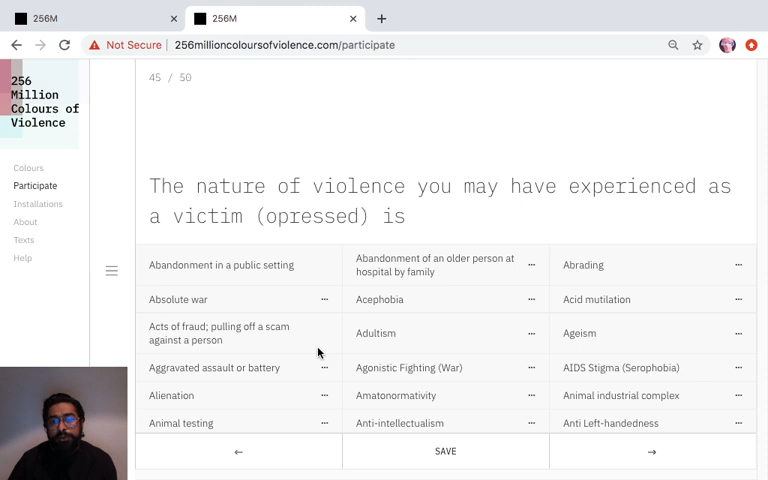 256M
256M
Not Secure
256millioncoloursofviolence.com/participate
256
Million
Colours of
Violence
Colours
Participate
Installations
About
Texts
Help
45 / 50
The nature of violence you may have experienced as
a victim (opressed) is
Abandonment in a public setting
Abandonment of an older person at
hospital by family
Abrading
Absolute war
Acephobia
Acid mutilation
Acts of fraud; pulling off a scam
against a person
Adultism
Ageism
Aggravated assault or battery
Agonistic Fighting (War)
AIDS Stigma (Serophobia)
Alienation
Amatonormativity
Animal industrial complex
Animal testing
Anti-intellectualism
Anti Left-handedness
SAVE